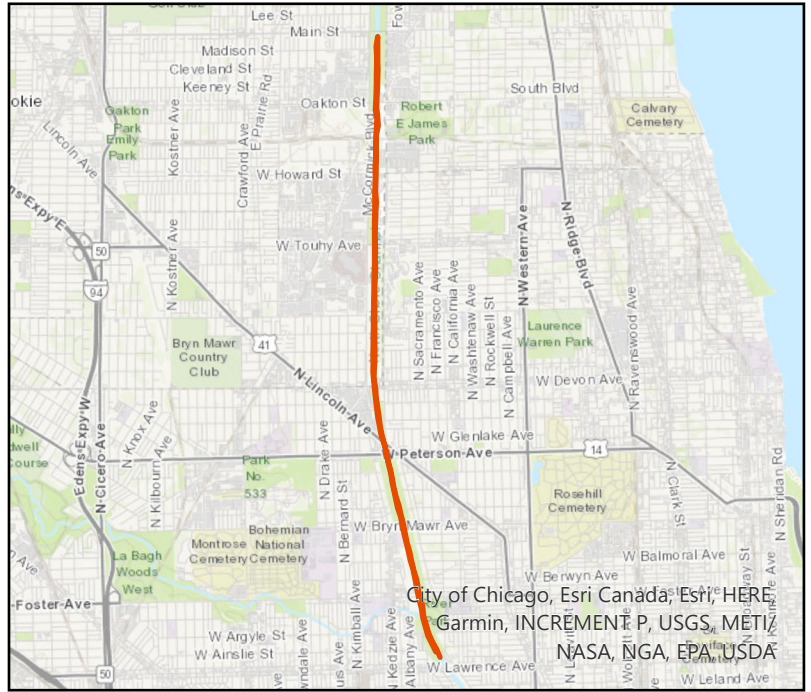 Lee St
Main St
Madison St
Cleveland St
Keeney St
South Blvd
okie
Oakton
Park
Emily
Park
Oakton St
Robert
E James
Park
Calvary
Cemetery
Lincoln Ave
Kostner Ave
Crawford Ave
E Prairie Rd
McCormick Blvd
W Howard St
ns Expy E
N Kostner Ave
W Touhy Ave
N Western Ave
N Ridge Blvd
50
94
N Sacramento Ave
N Francisco Ave
N California Ave
N Washtenaw Ave
N Rockwell St
N Campbell Ave
N Ravenswood Ave
Laurence
Warren Park
41
Bryn Mawr
Country
Club
N Lincoln Ave
W Devon Ave
W Glenlake Ave
Edens Expy W
N Cicero Ave
N Knox Ave
N Kilbourn Ave
Park
No.
533
N Drake Ave
N Bernard St
W Peterson Ave
14
Course
N Clark St
N Sheridan Rd
Rosehill
Cemetery
W Bryn Mawr Ave
Montrose
Cemetery
Bohemian
National
Cemetery
La Bagh
Woods
West
W Balmoral Ave
W Berwyn Ave
Foster Ave
N Kimball Ave
N Kedzie Ave
Albany Ave
W Argyle St
W Ainslie St
50
W Lawrence Ave
W Leland Ave
City of Chicago, Esri Canada, Esri, HERE,
Garmin, INCREMENT P, USGS, METI/
NASA, NGA, EPA, USDA